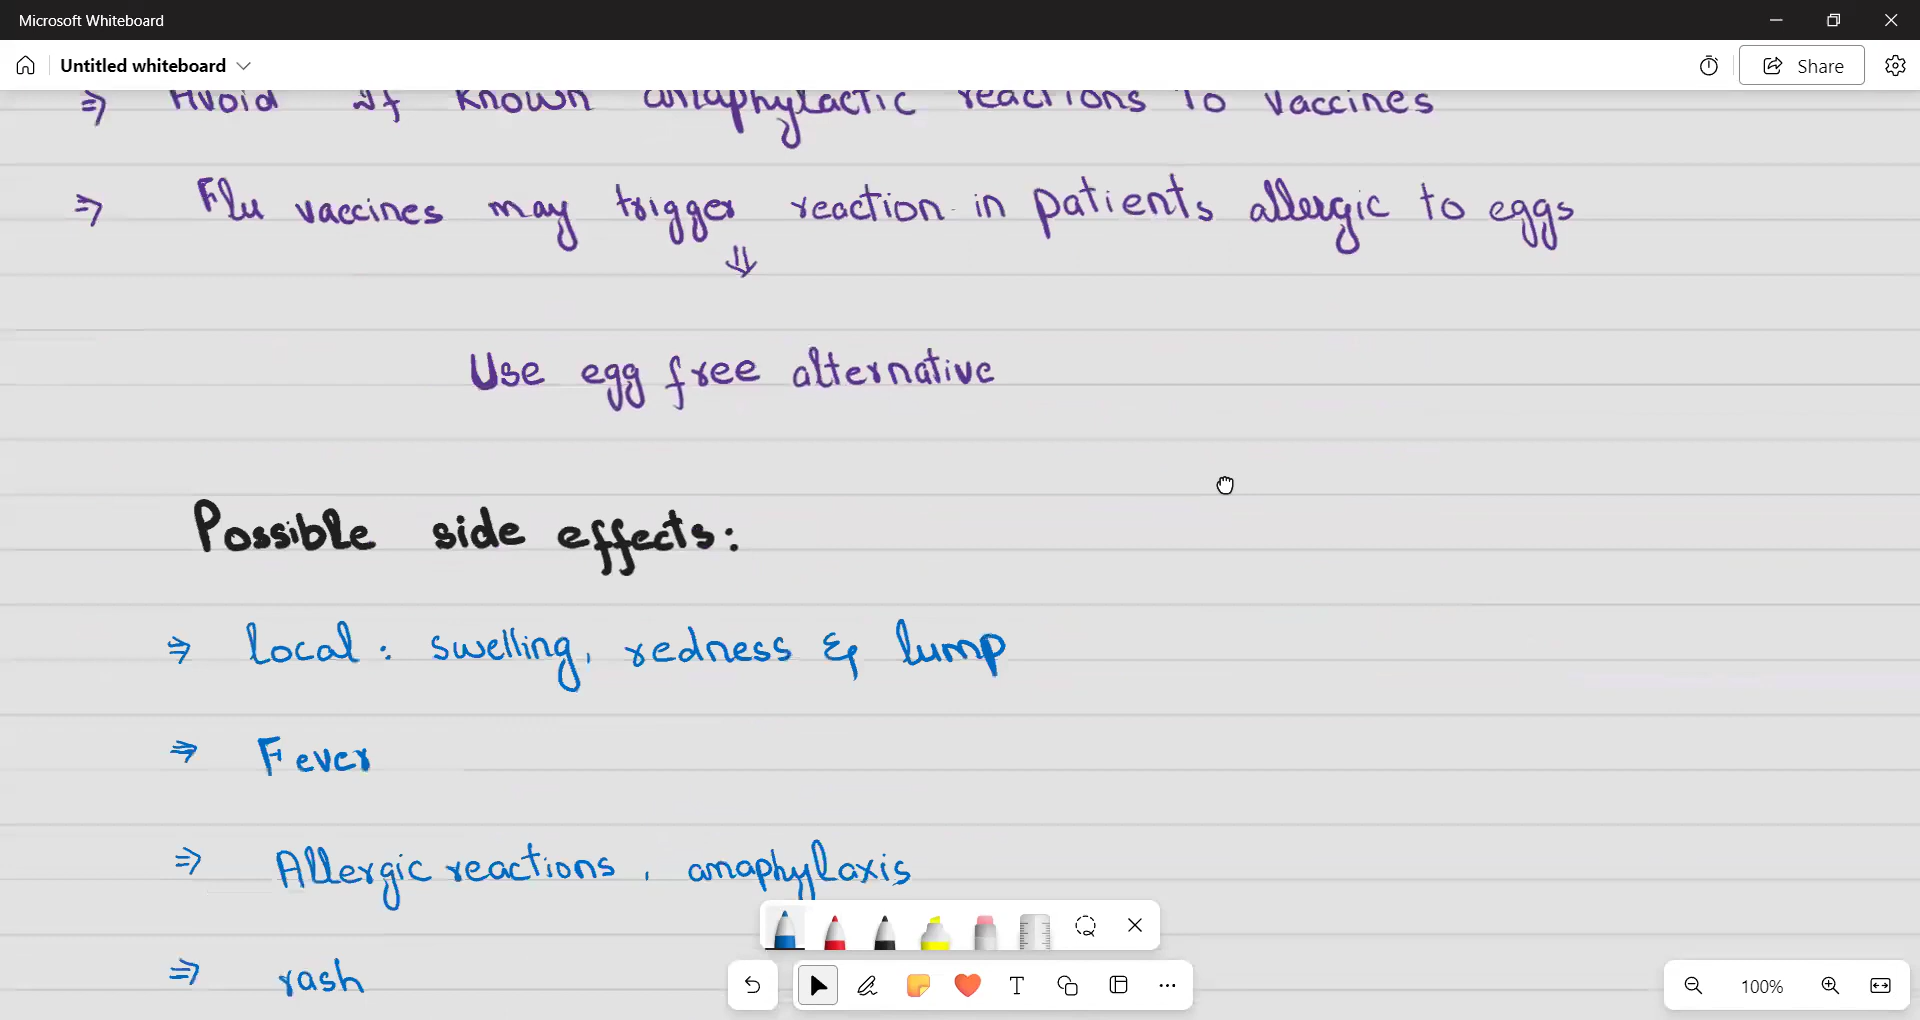 Microsoft Whiteboard
Untitled whiteboard
Share
⇒ Avoid if known anaphylactic reactions to vaccines
⇒ Flu vaccines may trigger reaction in patients allergic to eggs
⇓
Use egg free alternative
Possible side effects:
⇒ Local: swelling, redness & lump
⇒ Fever
⇒ Allergic reactions, anaphylaxis
⇒ rash
100%